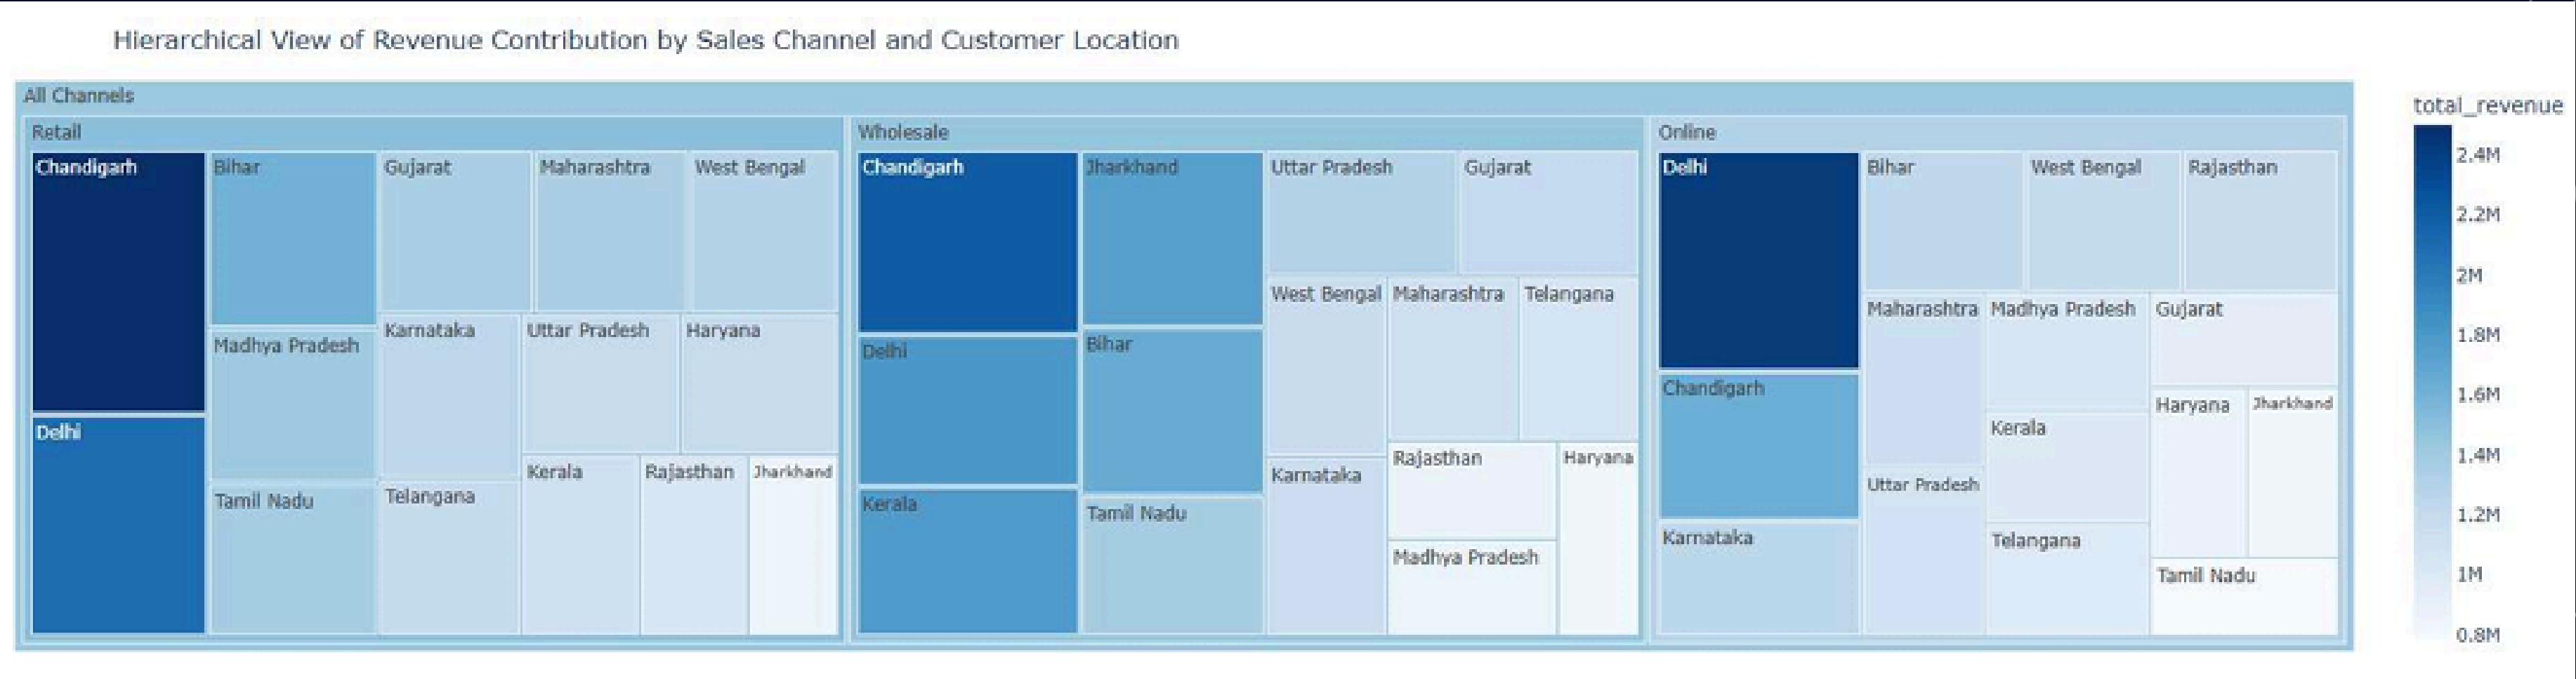 Hierarchical View of Revenue Contribution by Sales Channel and Customer Location
All Channels
Retail
Chandigarh
Delhi
Bihar
Madhya Pradesh
Tamil Nadu
Gujarat
Maharashtra
West Bengal
Karnataka
Telangana
Uttar Pradesh
Haryana
Kerala
Rajasthan
Jharkhand
Wholesale
Chandigarh
Delhi
Kerala
Jharkhand
Bihar
Tamil Nadu
Uttar Pradesh
Gujarat
West Bengal
Karnataka
Maharashtra
Telangana
Rajasthan
Madhya Pradesh
Haryana
Online
Delhi
Chandigarh
Karnataka
Bihar
West Bengal
Rajasthan
Maharashtra
Uttar Pradesh
Madhya Pradesh
Kerala
Telangana
Gujarat
Haryana
Jharkhand
Tamil Nadu
total_revenue
2.4M
2.2M
2M
1.8M
1.6M
1.4M
1.2M
1M
0.8M